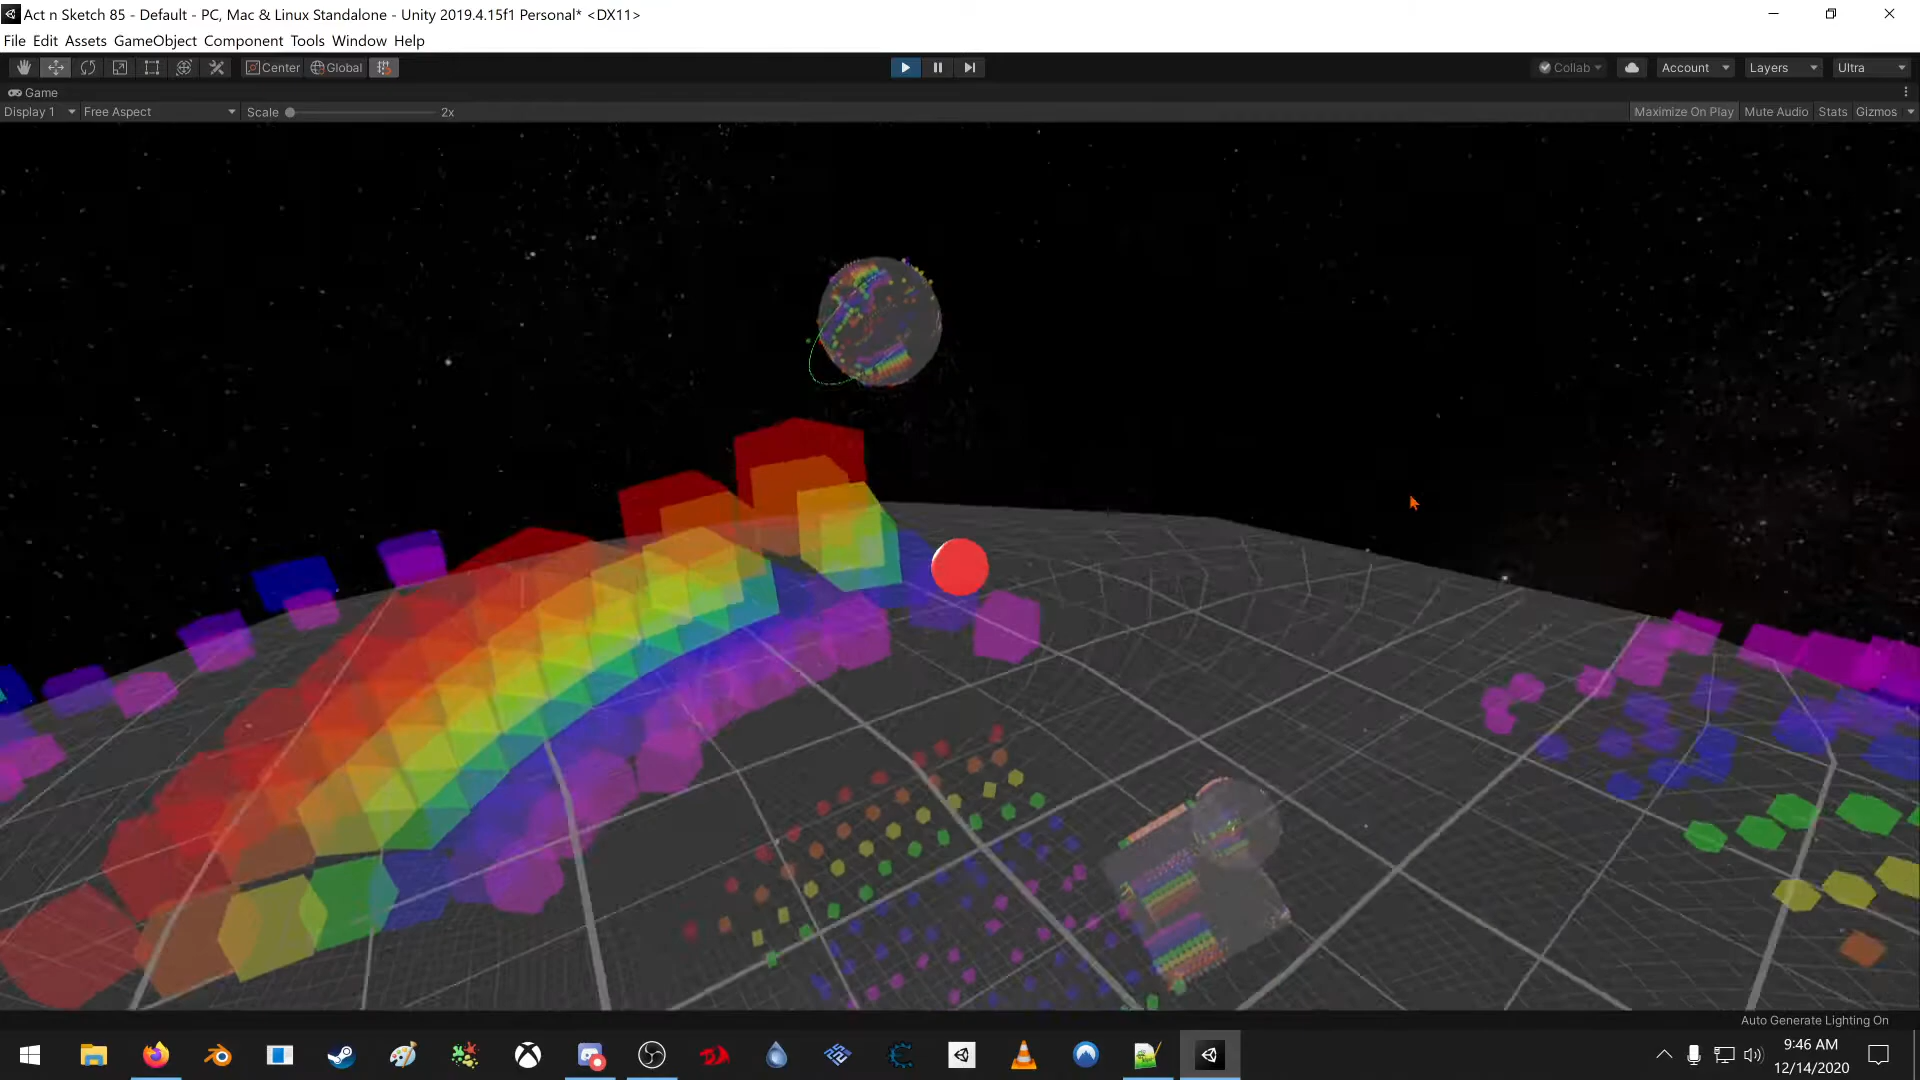 Act n Sketch 85 - Default - PC, Mac & Linux Standalone - Unity 2019.4.15f1 Personal* <DX11>
File Edit Assets GameObject Component Tools Window Help
Center Global Collab Account Layers Ultra
Game
Display 1 Free Aspect Scale 2x Maximize On Play Mute Audio Stats Gizmos
Auto Generate Lighting On
9:46 AM
12/14/2020